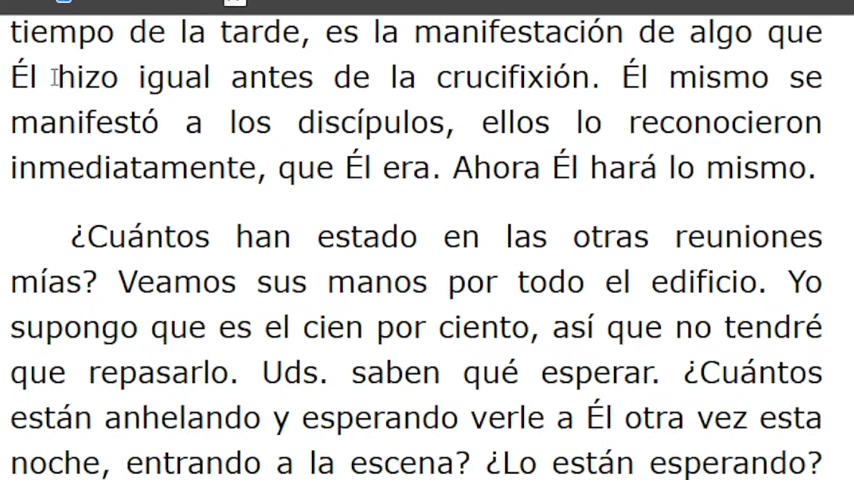 tiempo de la tarde, es la manifestación de algo que
Él hizo igual antes de la crucifixión. Él mismo se
manifestó a los discípulos, ellos lo reconocieron
inmediatamente, que Él era. Ahora Él hará lo mismo.
¿Cuántos han estado en las otras reuniones
mías? Veamos sus manos por todo el edificio. Yo
supongo que es el cien por ciento, así que no tendré
que repasarlo. Uds. saben qué esperar. ¿Cuántos
están anhelando y esperando verle a Él otra vez esta
noche, entrando a la escena? ¿Lo están esperando?